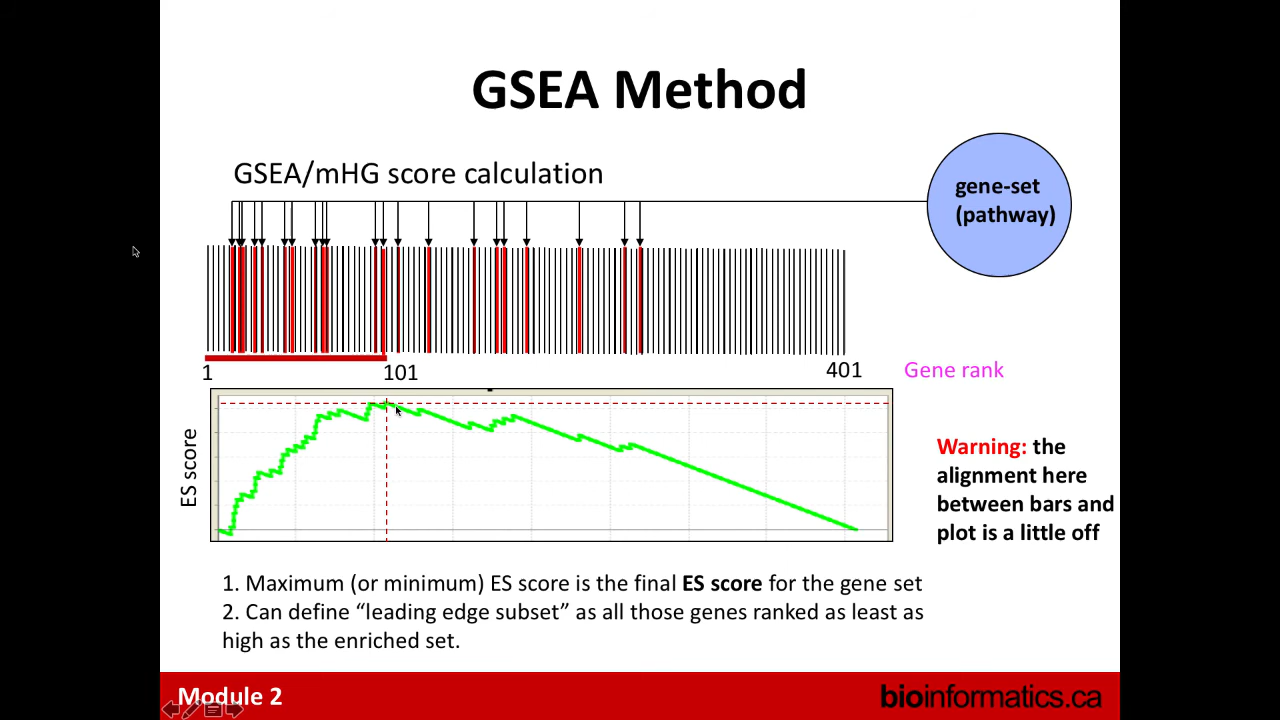 GSEA Method
GSEA/mHG score calculation
gene-set
(pathway)
1
101
401
Gene rank
ES score
Warning: the
alignment here
between bars and
plot is a little off
1. Maximum (or minimum) ES score is the final ES score for the gene set
2. Can define “leading edge subset” as all those genes ranked as least as
high as the enriched set.
Module 2
bioinformatics.ca